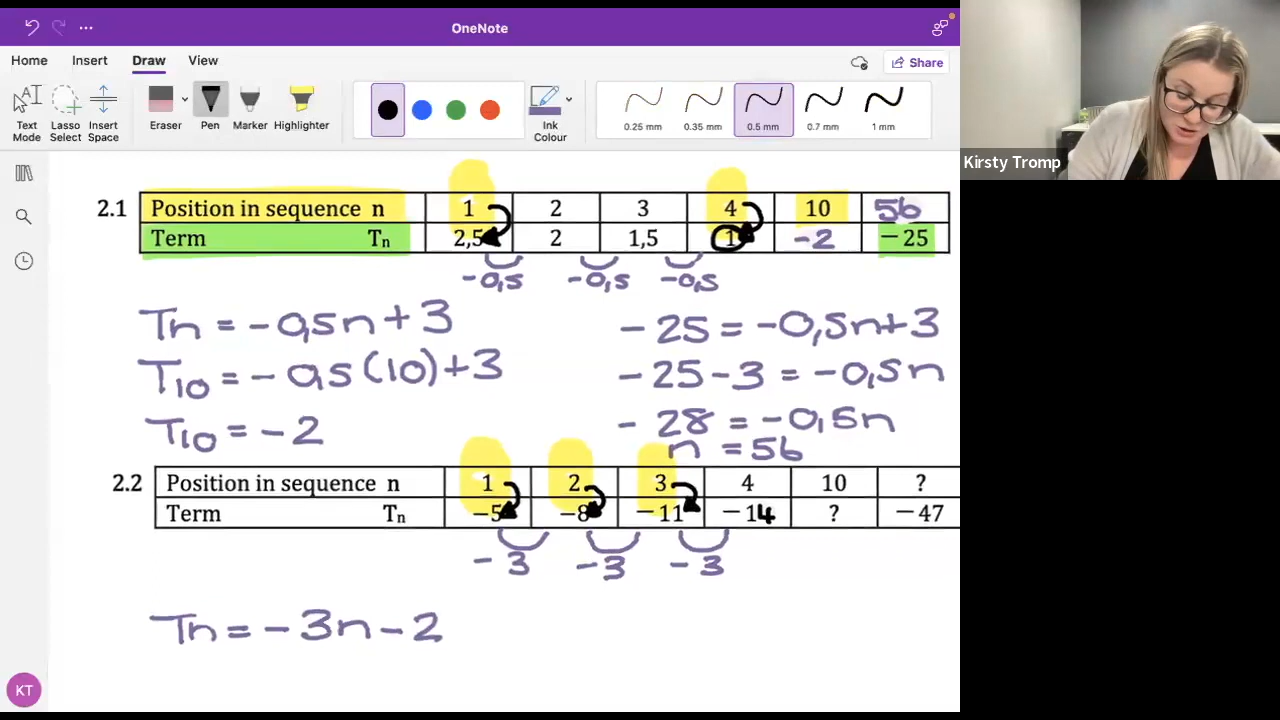 OneNote
Home Insert Draw View Share
Text Mode Lasso Select Insert Space Eraser Pen Marker Highlighter Ink Colour 0.25 mm 0.35 mm 0.5 mm 0.7 mm 1 mm
Kirsty Tromp
2.1 Position in sequence n 1 2 3 4 10 56
Term Tn 2,5 2 1,5 1 -2 -25
-0,5 -0,5 -0,5
Tn = -0,5n + 3
T10 = -0,5(10) + 3
T10 = -2
-25 = -0,5n+3
-25 - 3 = -0,5n
-28 = -0,5n
n = 56
2.2 Position in sequence n 1 2 3 4 10 ?
Term Tn -5 -8 -11 -14 ? -47
-3 -3 -3
Tn = -3n - 2
KT